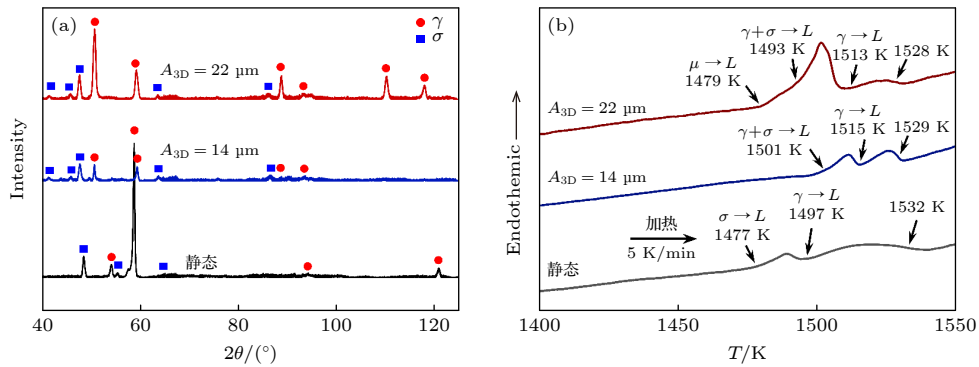 (a)
γ
σ
A3D = 22 µm
A3D = 14 µm
静态
Intensity
40 60 80 100 120
2θ/(°)
(b)
γ+σ → L
1493 K
γ → L
1513 K
1528 K
μ → L
1479 K
A3D = 22 µm
γ+σ → L
1501 K
γ → L
1515 K
1529 K
A3D = 14 µm
加热
5 K/min
σ → L
1477 K
γ → L
1497 K
1532 K
静态
Endothemic
1400 1450 1500 1550
T/K